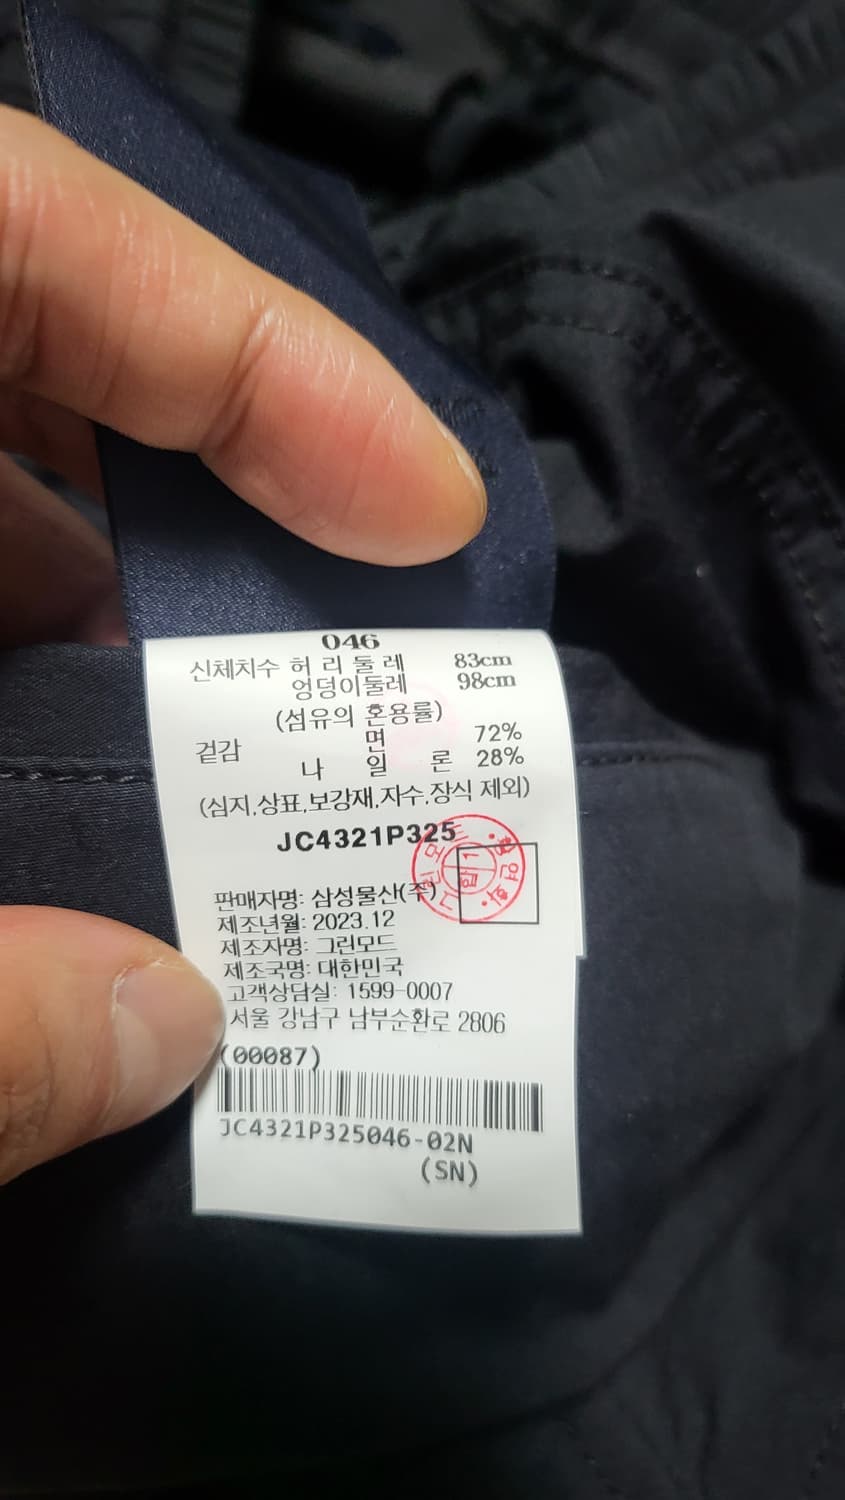 046
신체치수 허 리 둘 레 83cm
엉덩이둘레 98cm
(섬유의 혼용률)
겉감 면 72%
나 일 론 28%
(심지,상표,보강재,자수,장식 제외)
JC4321P325
판매자명: 삼성물산(주)
제조년월: 2023.12
제조자명: 그린모드
제조국명: 대한민국
고객상담실: 1599-0007
서울 강남구 남부순환로 2806
(00087)
JC4321P325046-02N
(SN)